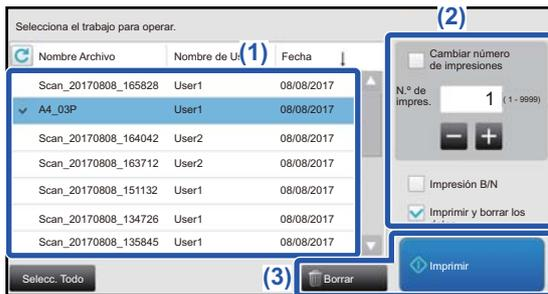 Selecciona el trabajo para operar.
(2)
Nombre Archivo Nombre de U (1) Fecha
Scan_20170808_165828 User1 08/08/2017
A4_03P User1 08/08/2017
Scan_20170808_164042 User2 08/08/2017
Scan_20170808_163712 User2 08/08/2017
Scan_20170808_151132 User1 08/08/2017
Scan_20170808_134726 User1 08/08/2017
Scan_20170808_135845 User1 08/08/2017
Cambiar número
de impresiones
N.º de
impres. 1 (1 - 9999)
Impresión B/N
Imprimir y borrar los
Selecc. Todo (3) Borrar Imprimir